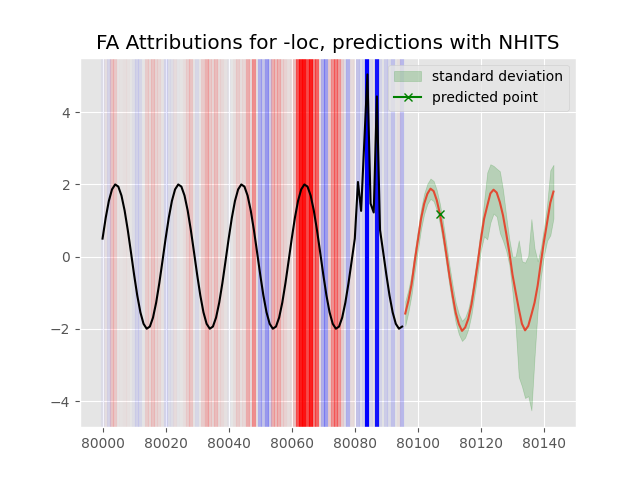 FA Attributions for -loc, predictions with NHITS
standard deviation
predicted point
4
2
0
−2
−4
80000 80020 80040 80060 80080 80100 80120 80140